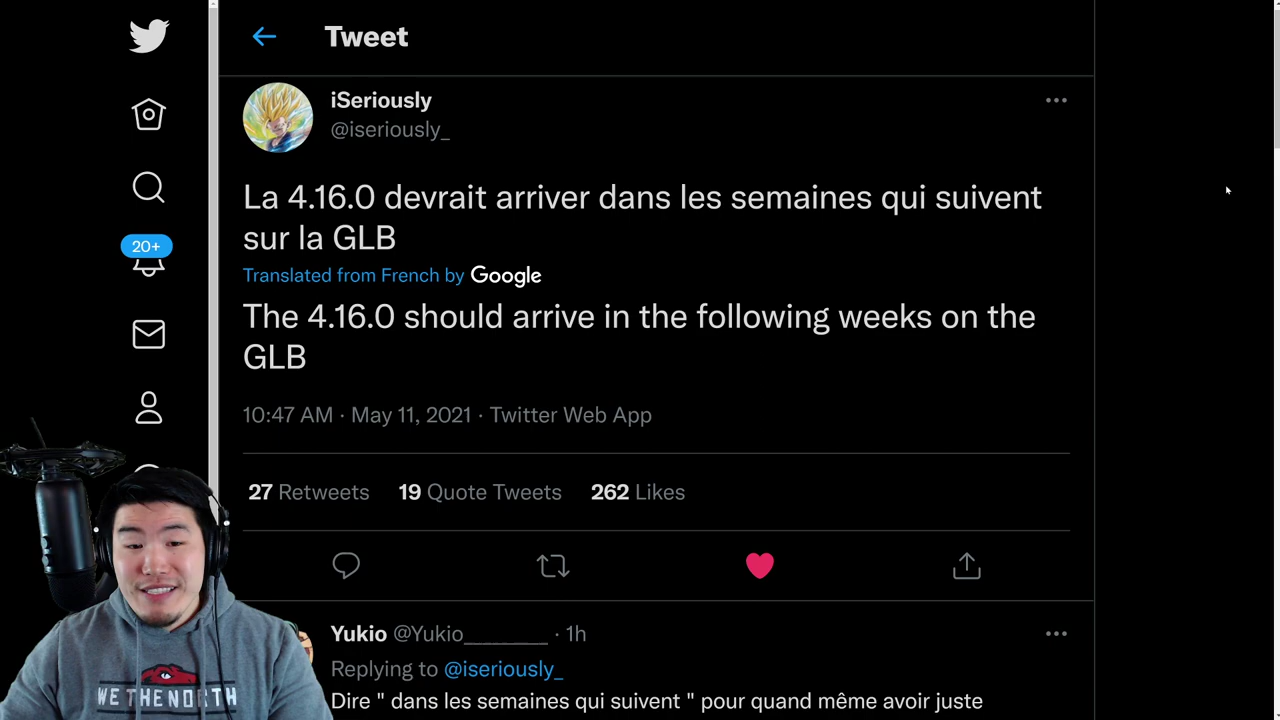 Tweet
iSeriously
@iseriously_
La 4.16.0 devrait arriver dans les semaines qui suivent
sur la GLB
Translated from French by Google
The 4.16.0 should arrive in the following weeks on the
GLB
10:47 AM · May 11, 2021 · Twitter Web App
27 Retweets 19 Quote Tweets 262 Likes
20+
Yukio @Yukio________ · 1h
Replying to @iseriously_
Dire " dans les semaines qui suivent " pour quand même avoir juste
WE THE NORTH